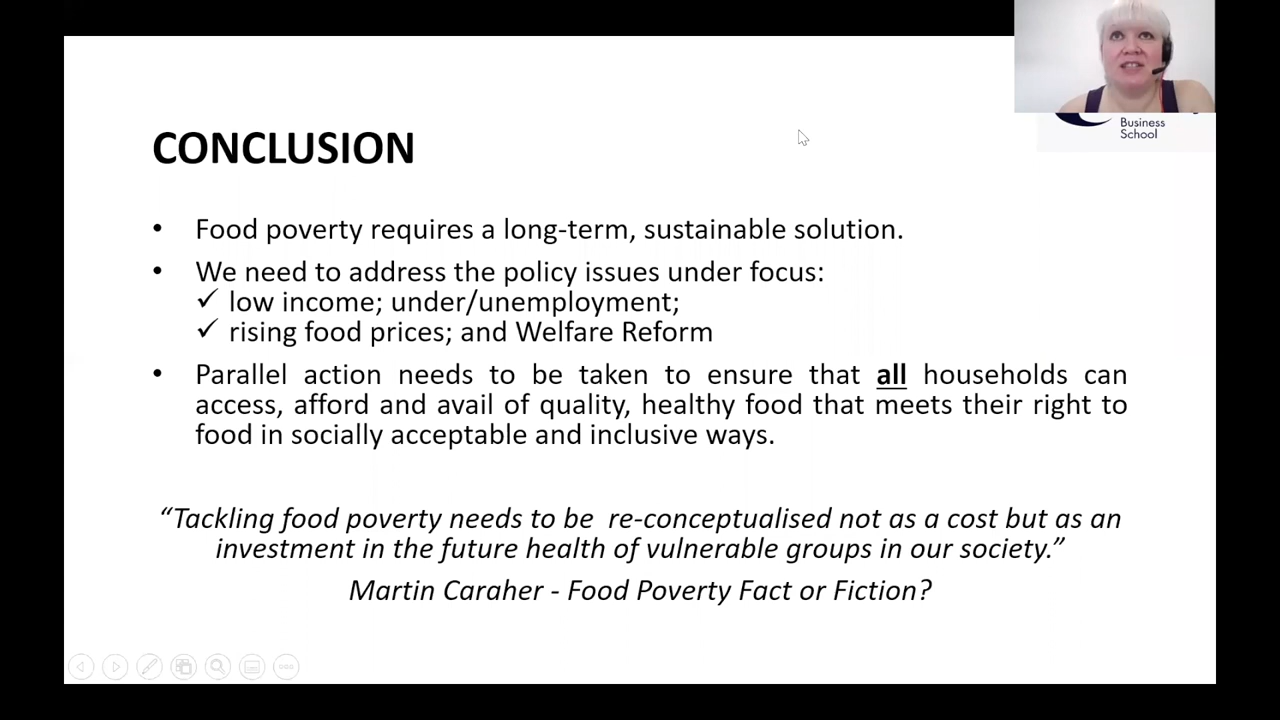 Business
School
CONCLUSION
• Food poverty requires a long-term, sustainable solution.
• We need to address the policy issues under focus:
✓ low income; under/unemployment;
✓ rising food prices; and Welfare Reform
• Parallel action needs to be taken to ensure that all households can
access, afford and avail of quality, healthy food that meets their right to
food in socially acceptable and inclusive ways.
“Tackling food poverty needs to be re-conceptualised not as a cost but as an
investment in the future health of vulnerable groups in our society.”
Martin Caraher - Food Poverty Fact or Fiction?